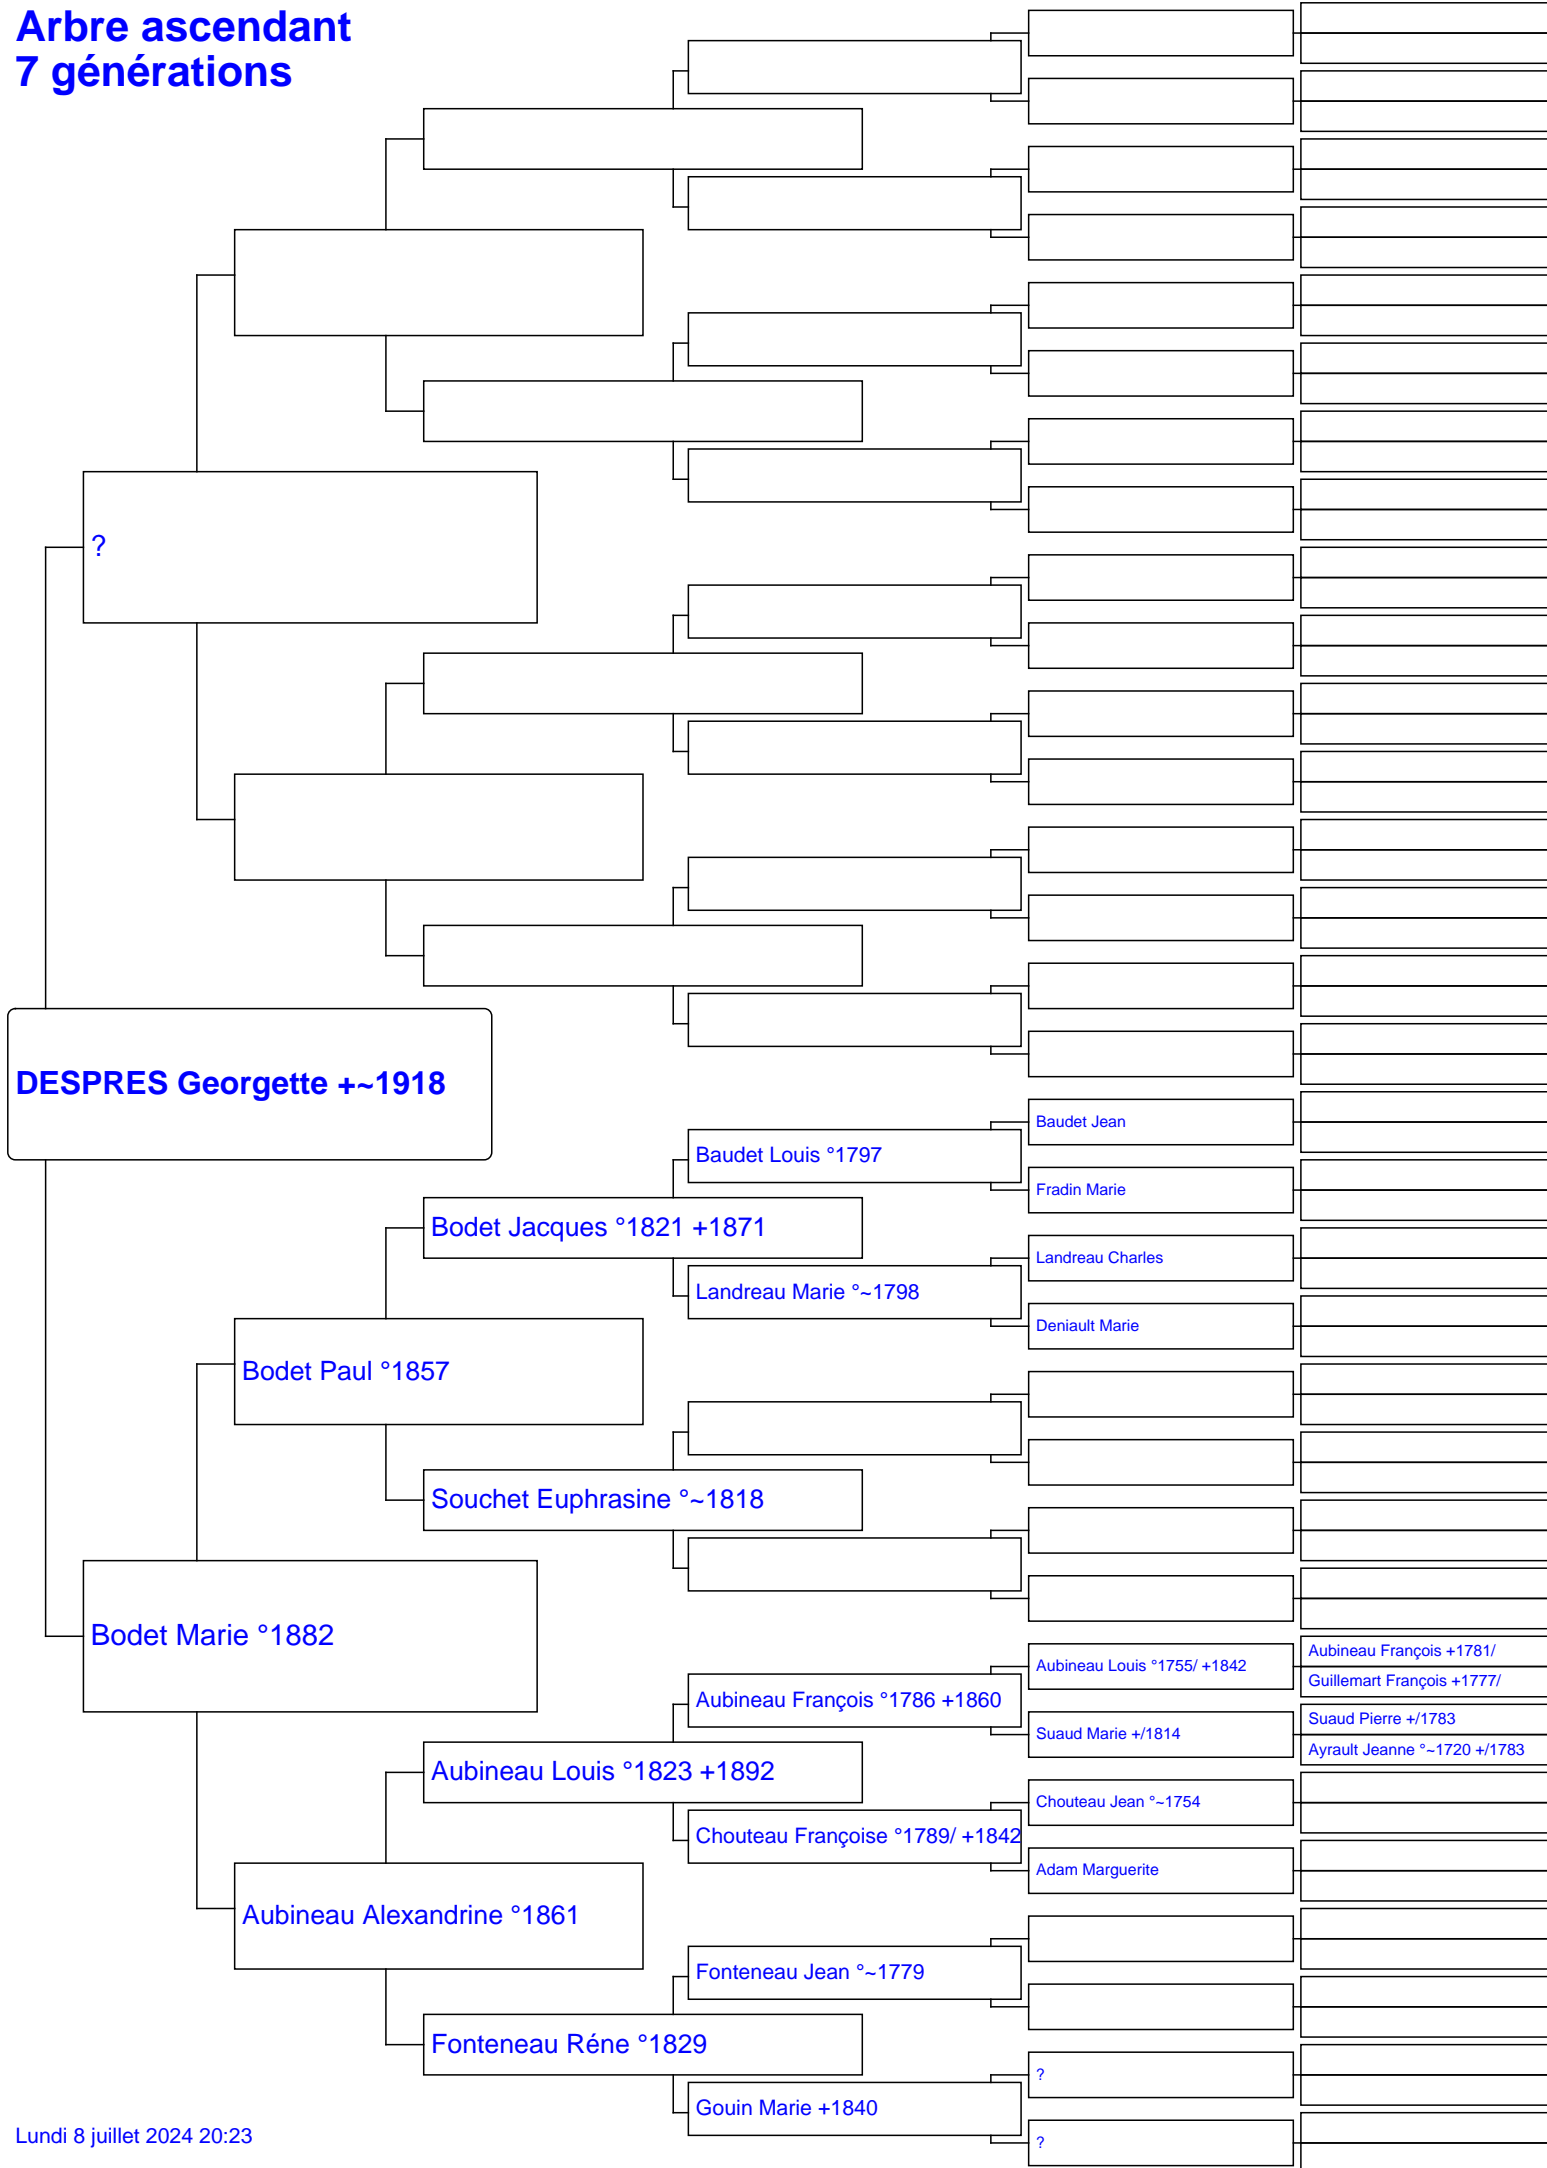 Arbre ascendant
7 générations
?
DESPRES Georgette +~1918
Baudet Jean
Baudet Louis °1797
Fradin Marie
Bodet Jacques °1821 +1871
Landreau Charles
Landreau Marie °~1798
Deniault Marie
Bodet Paul °1857
Souchet Euphrasine °~1818
Bodet Marie °1882
Aubineau François +1781/
Aubineau Louis °1755/ +1842
Guillemart François +1777/
Aubineau François °1786 +1860
Suaud Pierre +/1783
Suaud Marie +/1814
Ayrault Jeanne °~1720 +/1783
Aubineau Louis °1823 +1892
Chouteau Jean °~1754
Chouteau Françoise °1789/ +1842
Adam Marguerite
Aubineau Alexandrine °1861
Fonteneau Jean °~1779
Fonteneau Réne °1829
?
Gouin Marie +1840
?
Lundi 8 juillet 2024 20:23